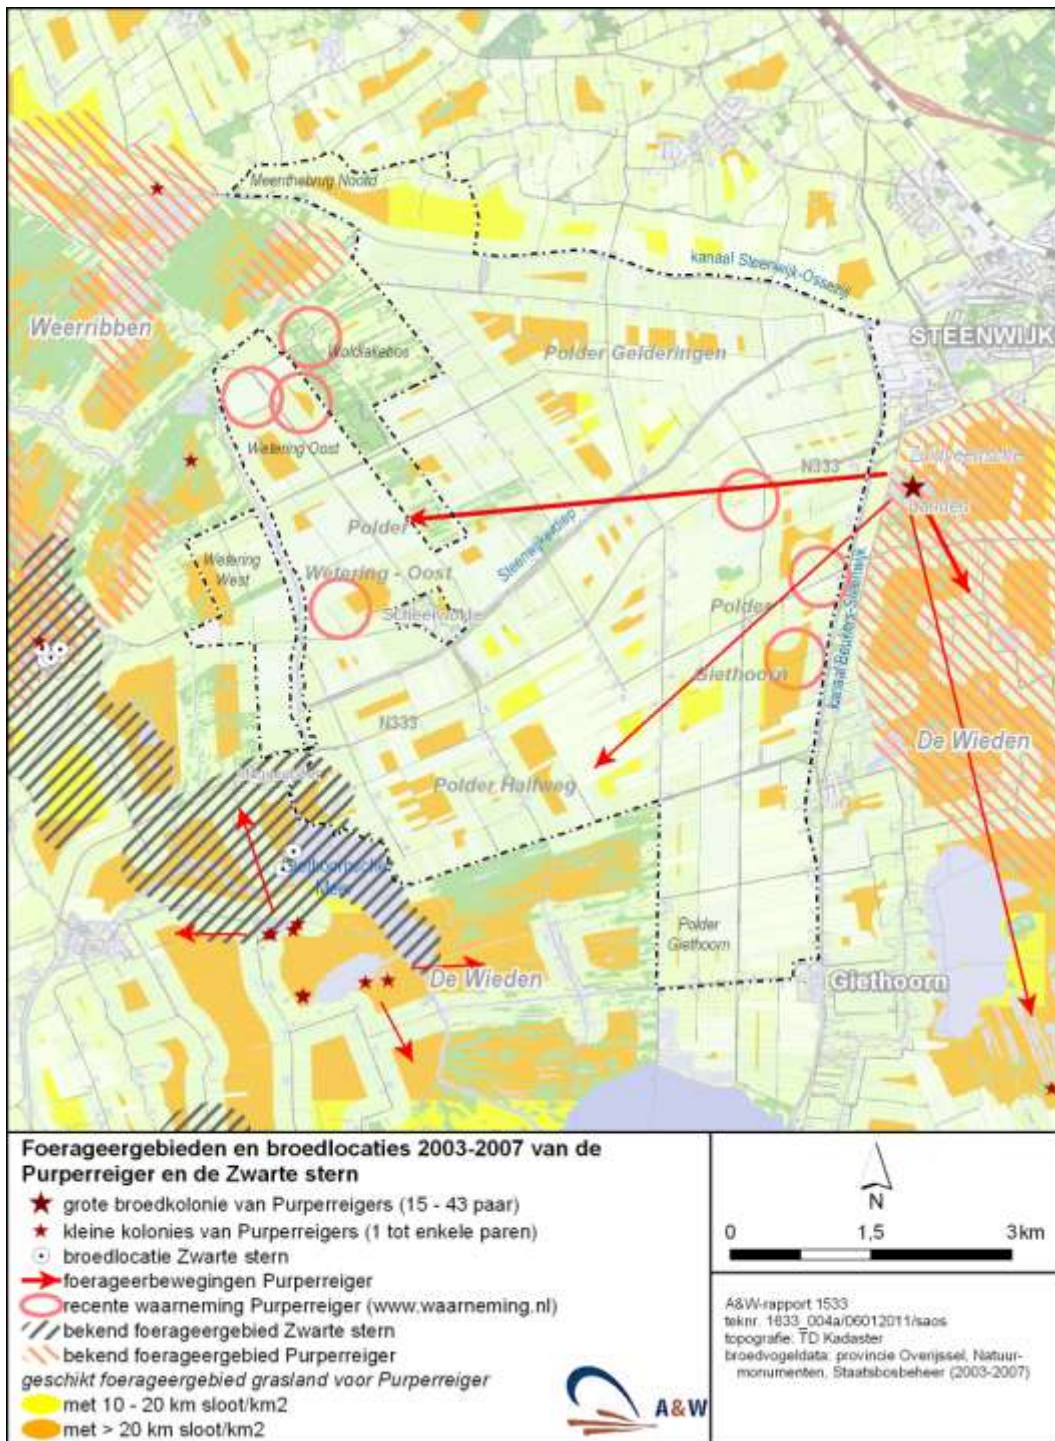 Meenthebrug Noord
kanaal Steenwijk-Ossezijl
Weerribben
STEENWIJK
Woldlakebos
Polder Gelderingen
Wetering Oost
N333
Polder
Steenwijkerdiep
Wetering
West
Wetering - Oost
Scheerwolde
Polder
Giethoorn
kanaal Beukers-Steenwijk
N333
De Wieden
Polder Halfweg
Giethoornsche
Meer
Polder
Giethoorn
De Wieden
Giethoorn
Foerageergebieden en broedlocaties 2003-2007 van de
Purperreiger en de Zwarte stern
grote broedkolonie van Purperreigers (15 - 43 paar)
kleine kolonies van Purperreigers (1 tot enkele paren)
broedlocatie Zwarte stern
foerageerbewegingen Purperreiger
recente waarneming Purperreiger (www.waarneming.nl)
bekend foerageergebied Zwarte stern
bekend foerageergebied Purperreiger
geschikt foerageergebied grasland voor Purperreiger
met 10 - 20 km sloot/km2
met > 20 km sloot/km2
A&W
N
0 1,5 3 km
A&W-rapport 1533
teknr. 1633_004a/06012011/saos
topografie: TD Kadaster
broedvogeldata: provincie Overijssel, Natuur-
monumenten, Staatsbosbeheer (2003-2007)